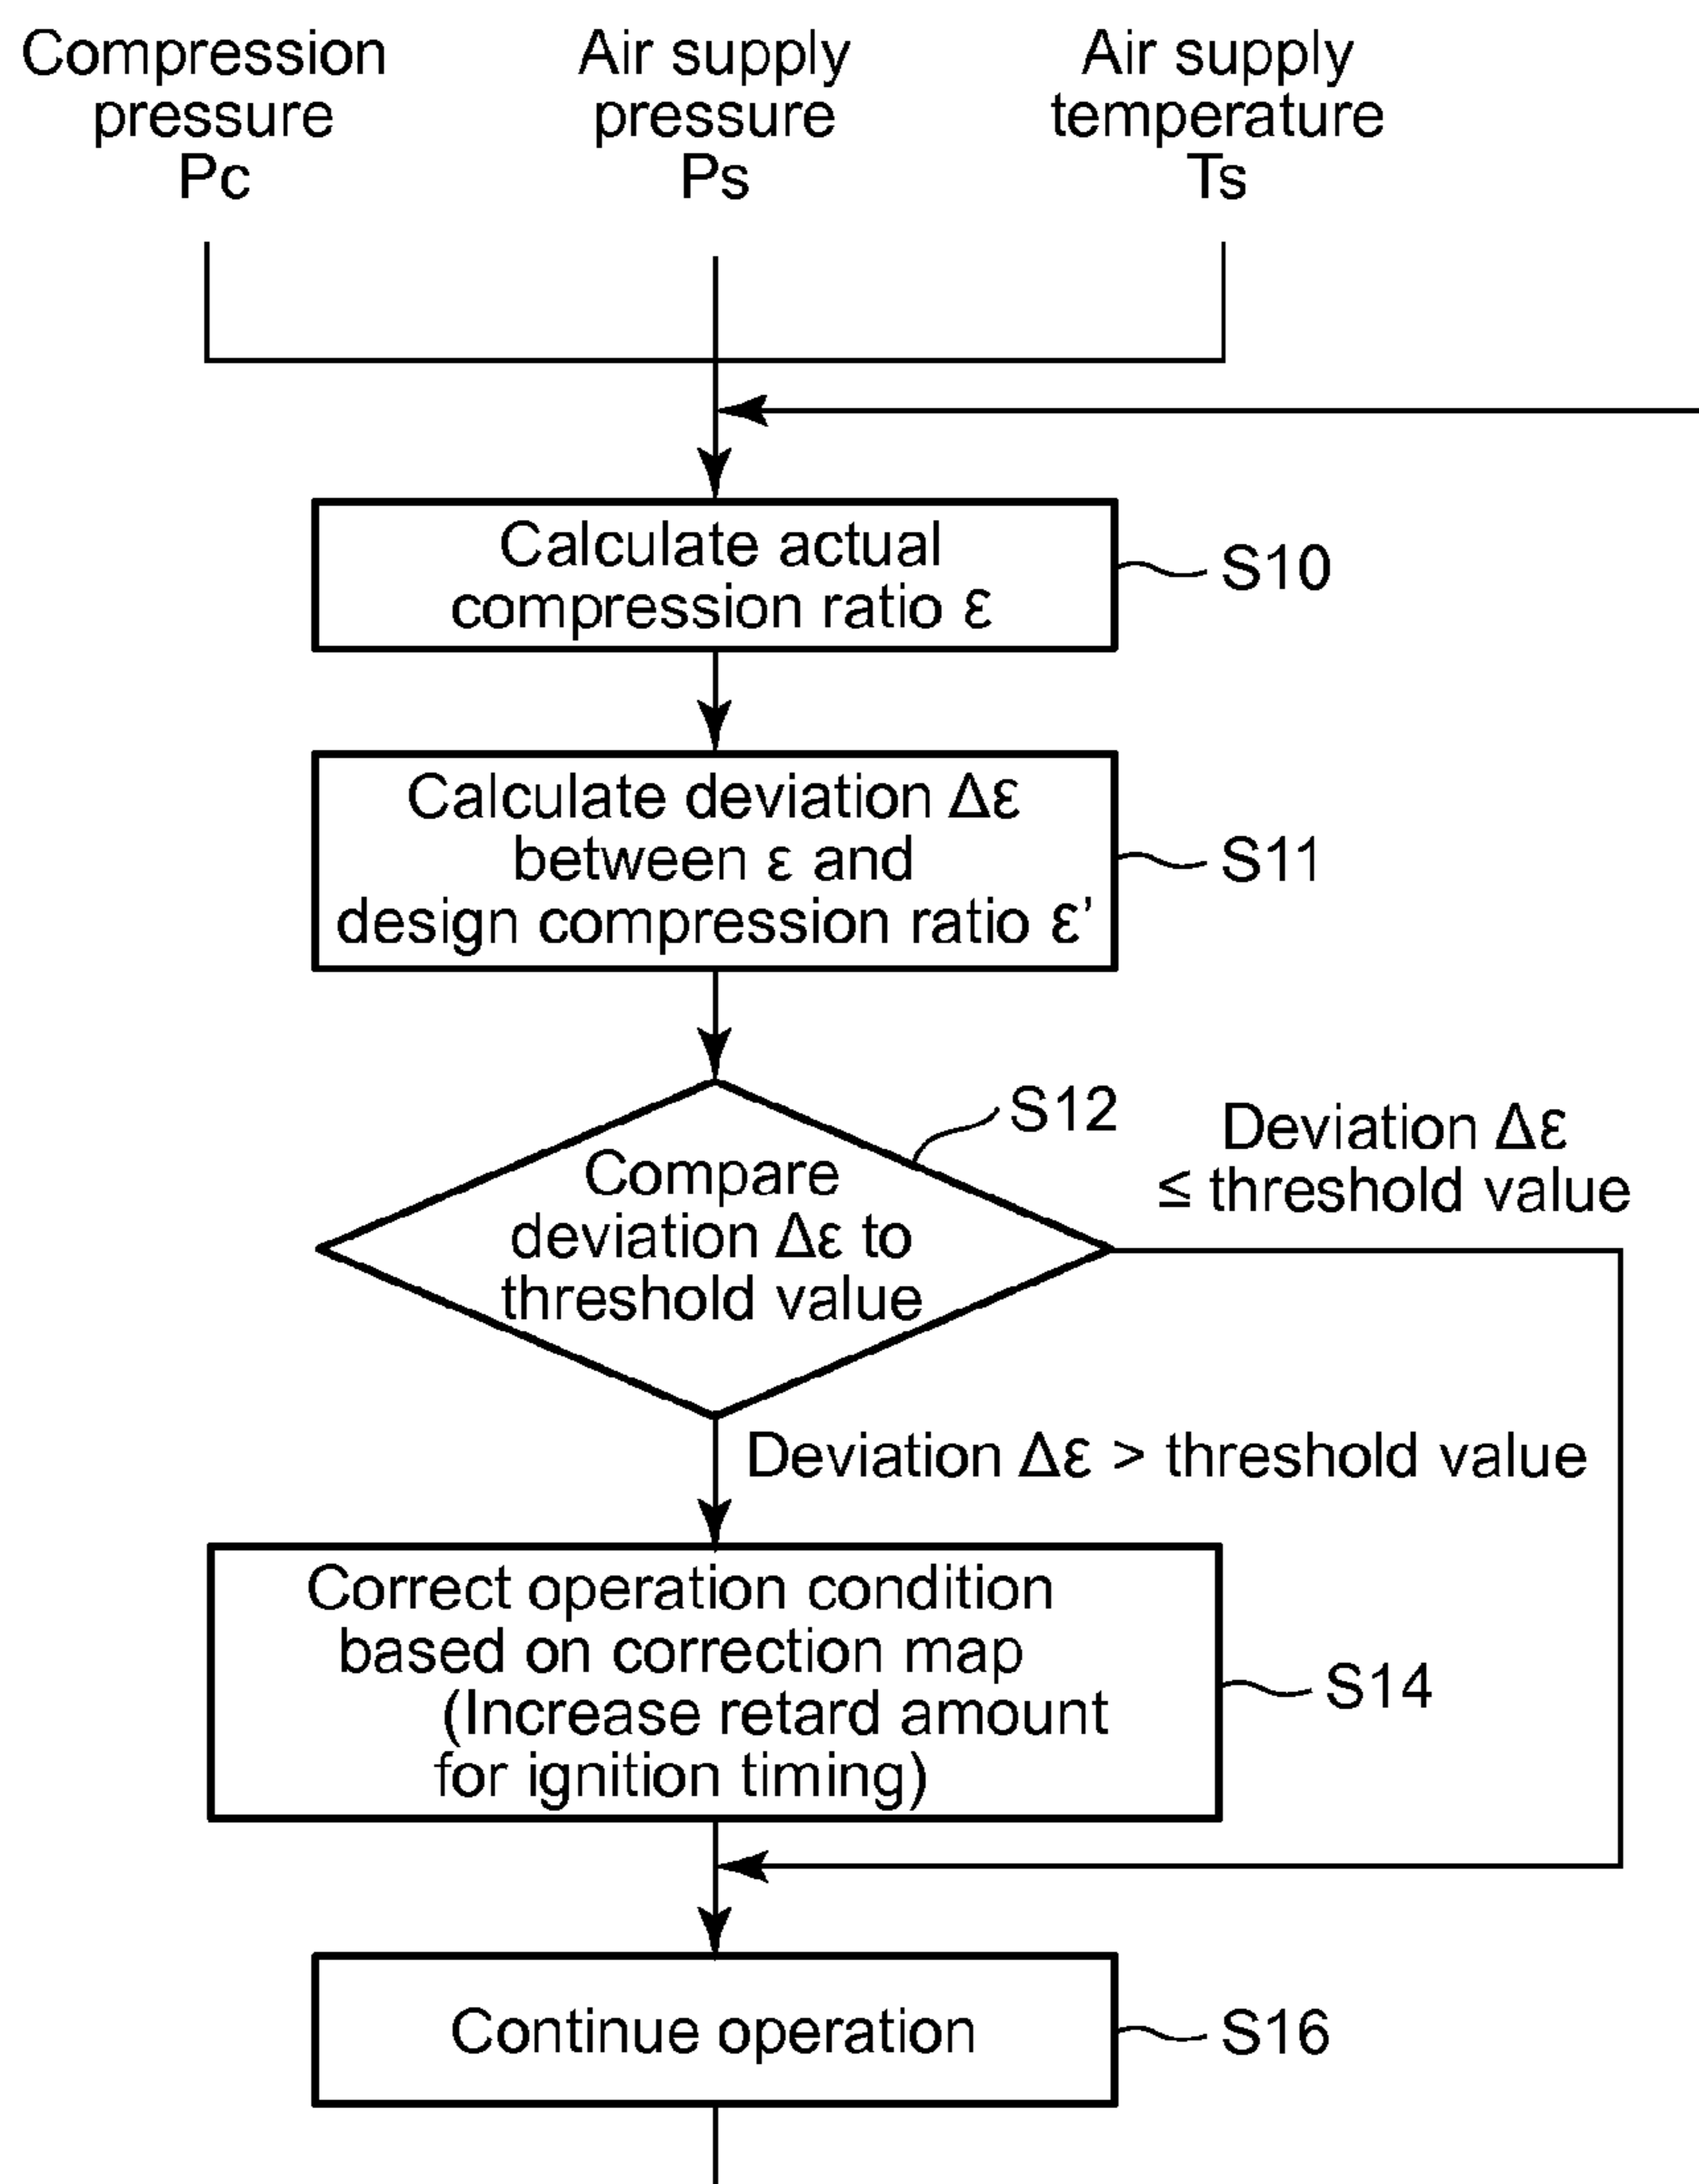 Compression
pressure
Pc
Air supply
pressure
Ps
Air supply
temperature
Ts
Calculate actual
compression ratio ε
S10
Calculate deviation Δε
between ε and
design compression ratio ε’
S11
S12
Compare
deviation Δε to
threshold value
Deviation Δε
≤ threshold value
Deviation Δε > threshold value
Correct operation condition
based on correction map
(Increase retard amount
for ignition timing)
S14
Continue operation
S16